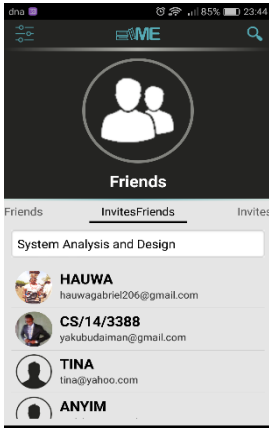 dna 85% 23:44
ME
Friends
Friends InvitesFriends Invites
System Analysis and Design
HAUWA
hauwagabriel206@gmail.com
CS/14/3388
yakubudaiman@gmail.com
TINA
tina@yahoo.com
ANYIM